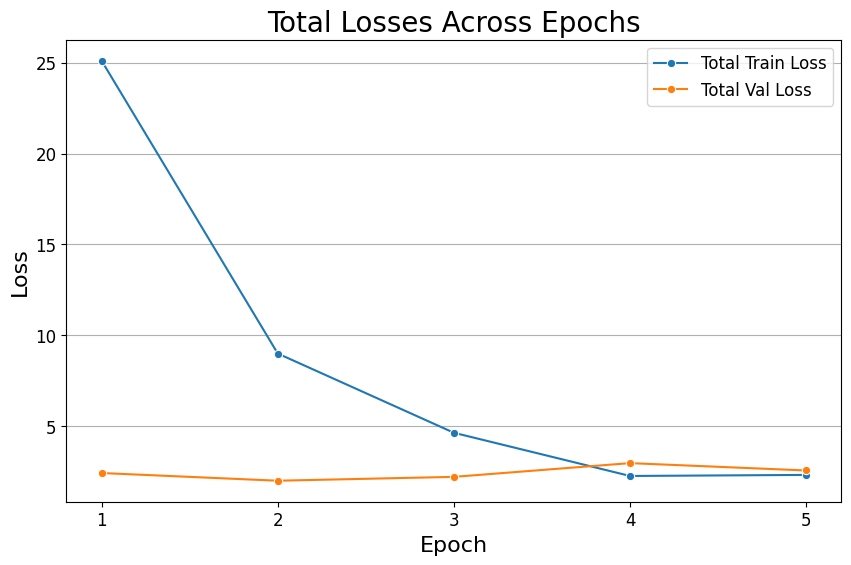 Total Losses Across Epochs
Total Train Loss
Total Val Loss
Loss
25
20
15
10
5
1 2 3 4 5
Epoch